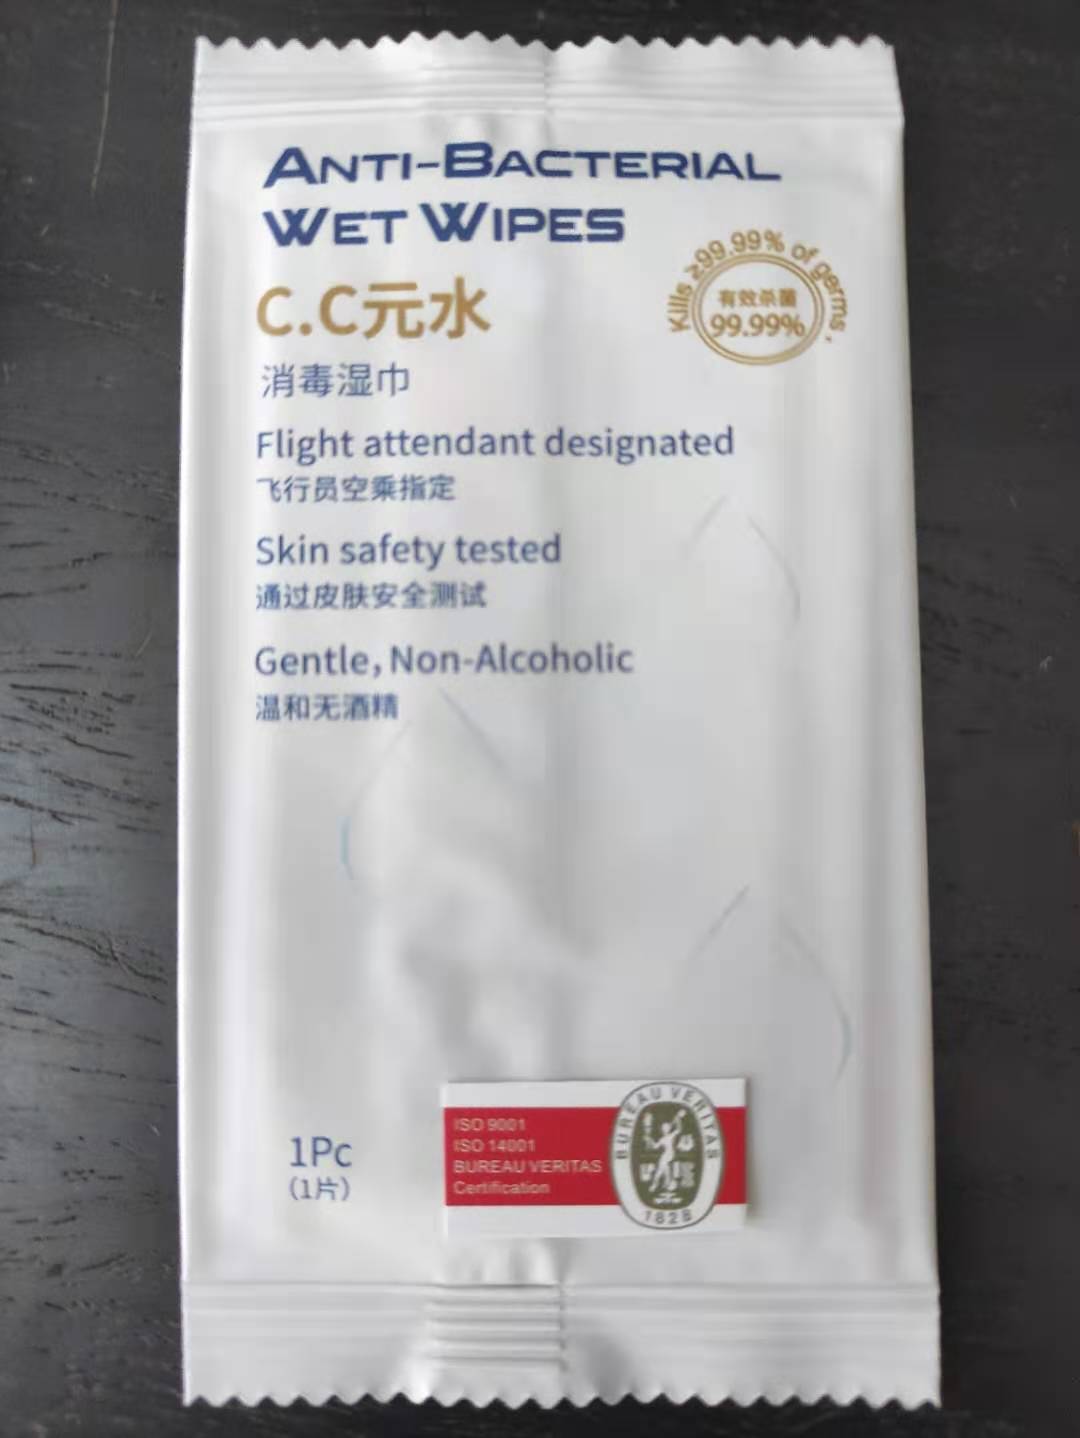 ANTI-BACTERIAL
WET WIPES
Kills ≥99.99% of germs,
有效杀菌
99.99%
C.C元水
消毒湿巾
Flight attendant designated
飞行员空乘指定
Skin safety tested
通过皮肤安全测试
Gentle, Non-Alcoholic
温和无酒精
1Pc
(1片)
ISO 9001
ISO 14001
BUREAU VERITAS
Certification
BUREAU VERITAS
1828